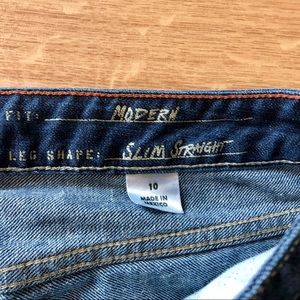 FIT: MODERN
LEG SHAPE: SLIM STRAIGHT
10
MADE IN
MEXICO